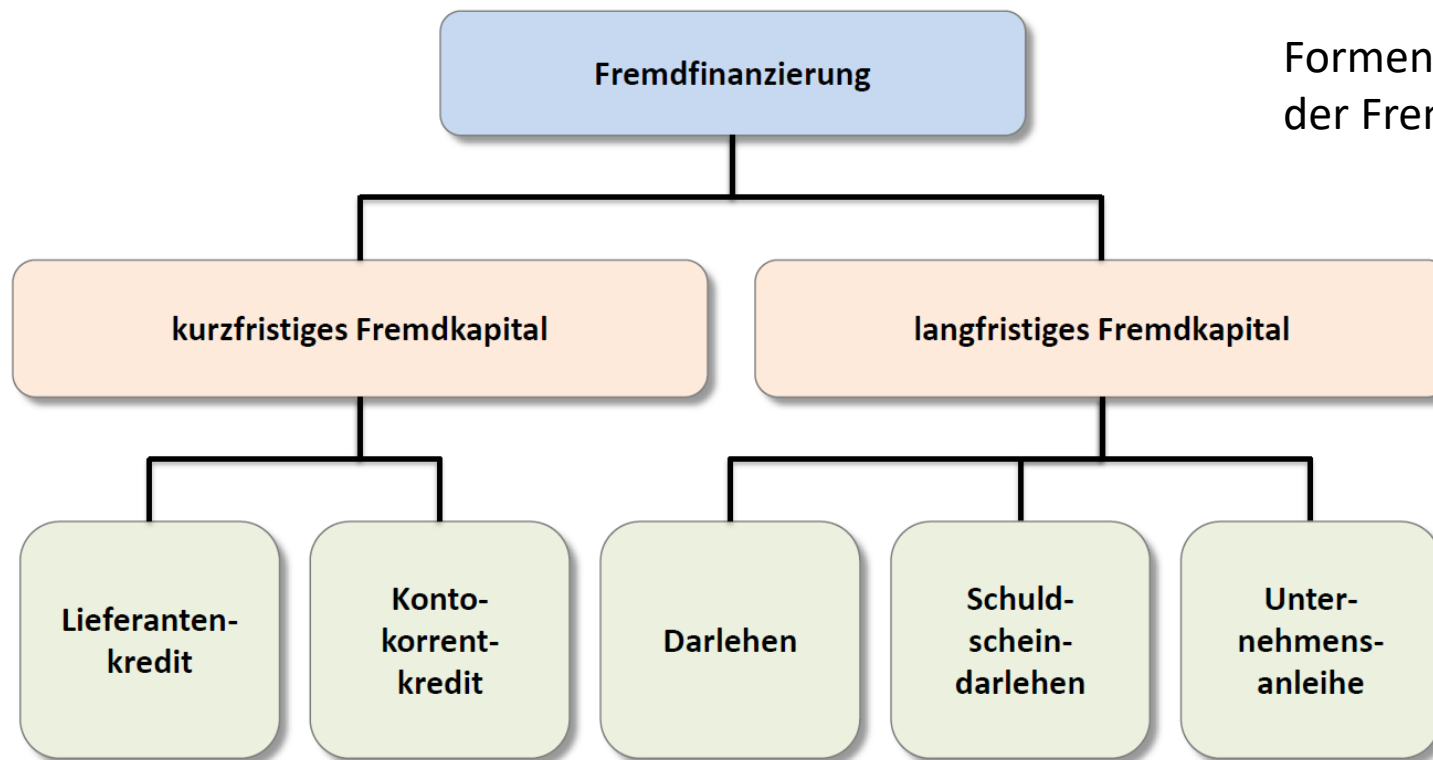 Fremdfinanzierung
Formen
der Frem
kurzfristiges Fremdkapital
langfristiges Fremdkapital
Lieferanten-
kredit
Konto-
korrent-
kredit
Darlehen
Schuld-
schein-
darlehen
Unter-
nehmens-
anleihe